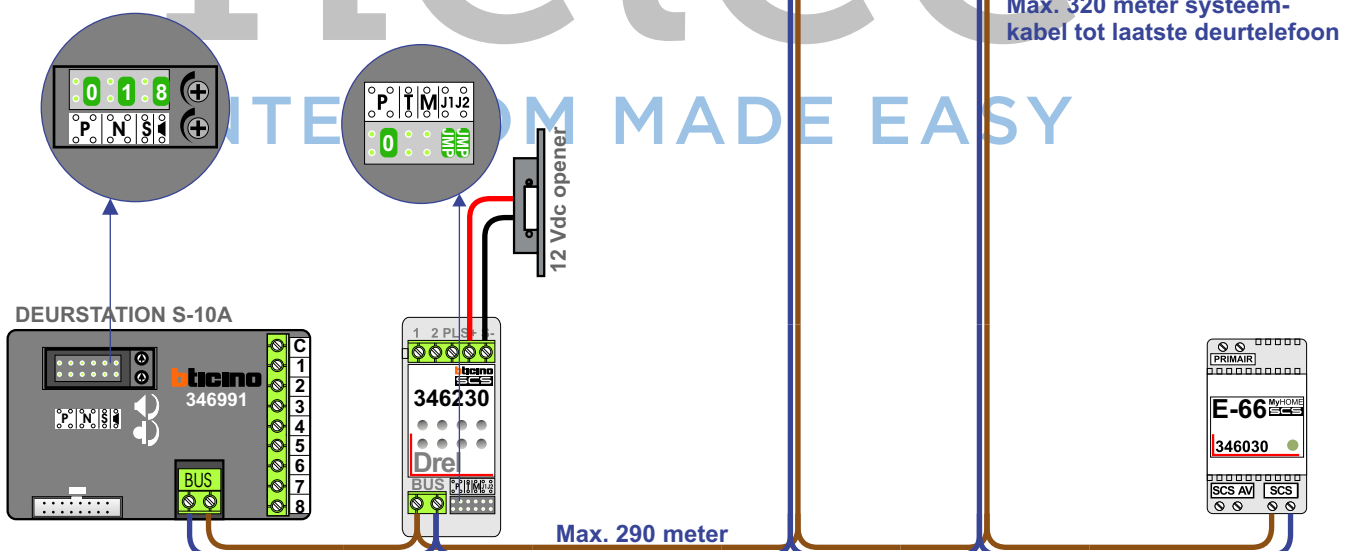 Max. 320 meter systeem-
kabel tot laatste deurtelefoon
0 1 8
P N S
P T M J1 J2
0 JMP JMP
MADE EASY
12 Vdc opener
DEURSTATION S-10A
bticino
346991
P N S
BUS
C
1
2
3
4
5
6
7
8
1 2 PL S+ S-
bticino
SCS
346230
Drel
BUS
P T M J1 J2
Max. 290 meter
PRIMAIR
E-66 MyHOME
SCS
346030
SCS AV SCS